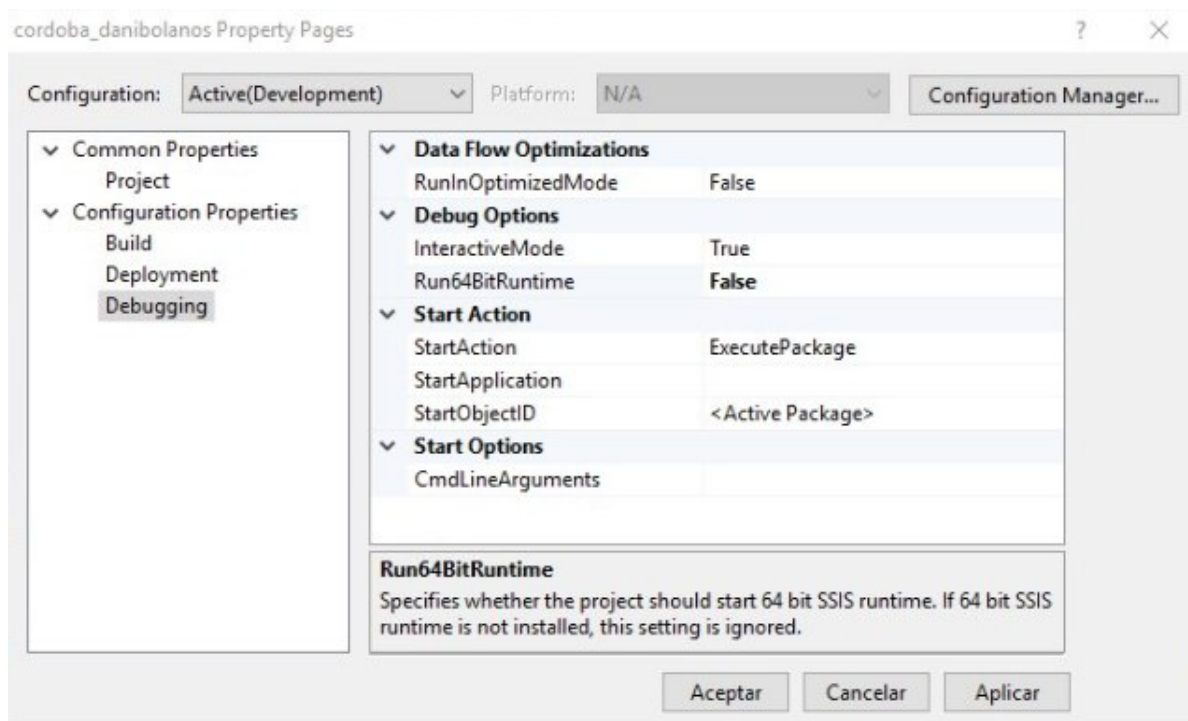 cordoba_danibolanos Property Pages ?
Configuration: Active(Development) Platform: N/A Configuration Manager...
Common Properties
Project
Configuration Properties
Build
Deployment
Debugging
Data Flow Optimizations
RunInOptimizedMode False
Debug Options
InteractiveMode True
Run64BitRuntime False
Start Action
StartAction ExecutePackage
StartApplication
StartObjectID <Active Package>
Start Options
CmdLineArguments
Run64BitRuntime
Specifies whether the project should start 64 bit SSIS runtime. If 64 bit SSIS
runtime is not installed, this setting is ignored.
Aceptar Cancelar Aplicar